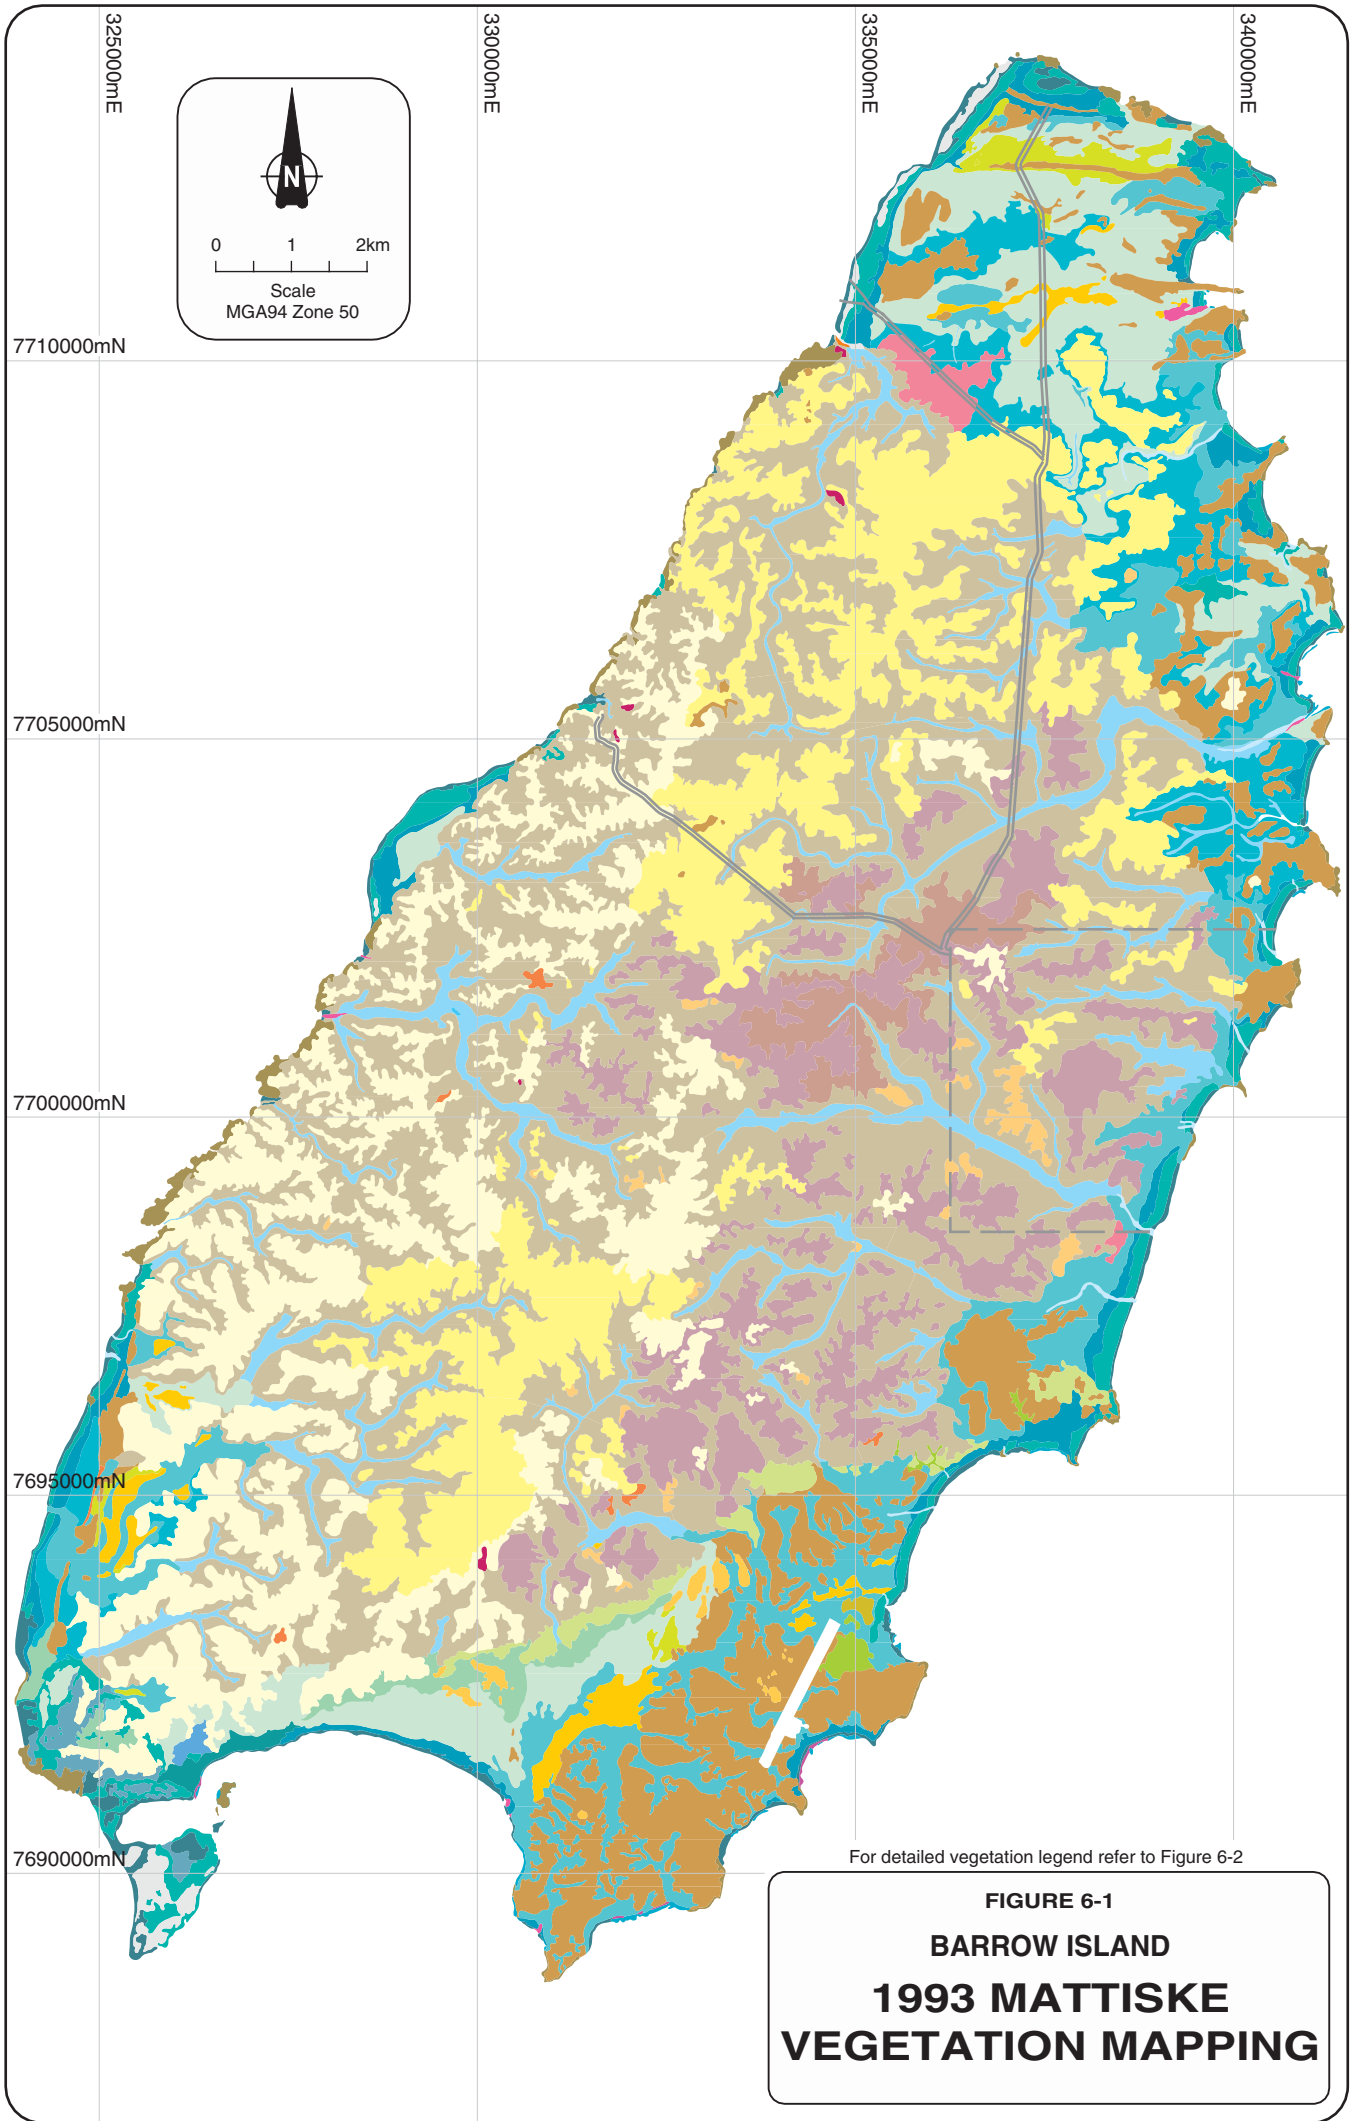 325000mE
330000mE
335000mE
340000mE
N
0 1 2km
Scale
MGA94 Zone 50
7710000mN
7705000mN
7700000mN
7695000mN
7690000mN
For detailed vegetation legend refer to Figure 6-2
FIGURE 6-1
BARROW ISLAND
1993 MATTISKE
VEGETATION MAPPING